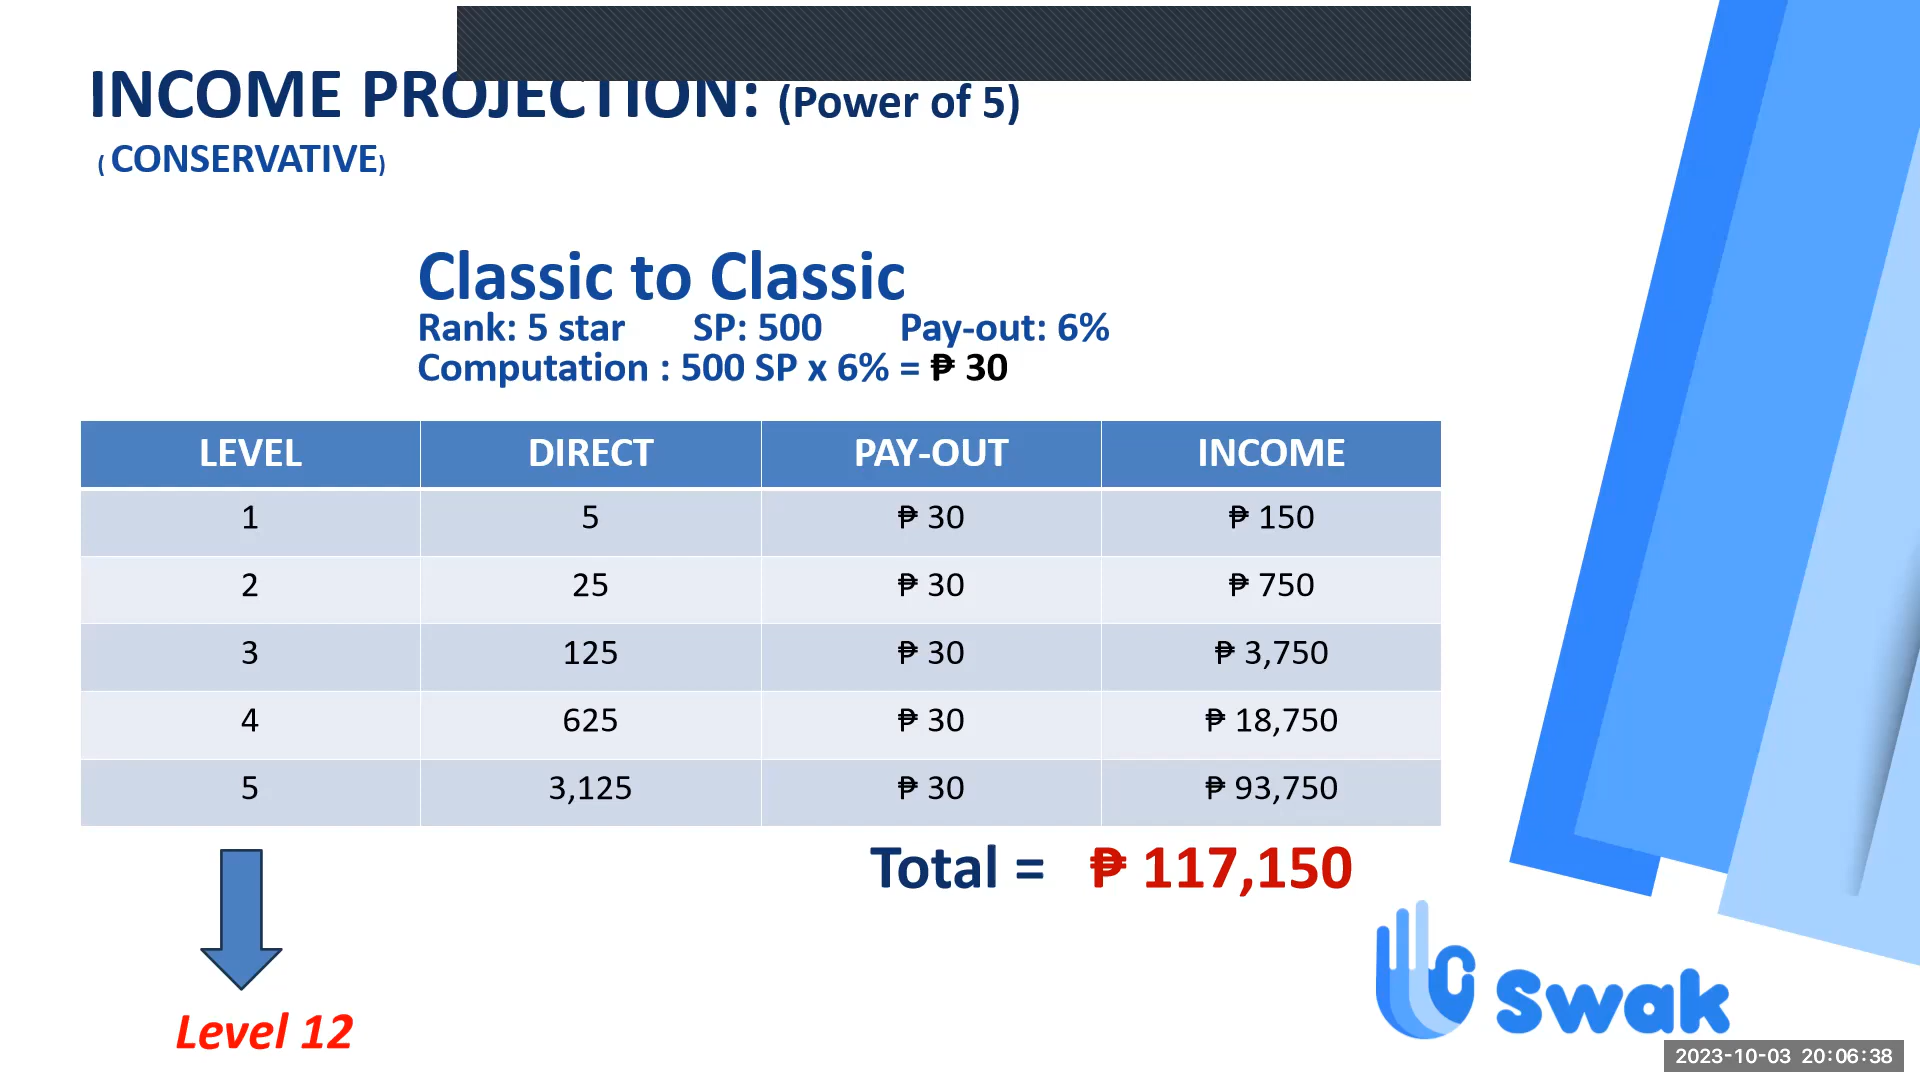 INCOME PROJECTION: (Power of 5)
( CONSERVATIVE)
Classic to Classic
Rank: 5 star SP: 500 Pay-out: 6%
Computation : 500 SP x 6% = ₱ 30
LEVEL DIRECT PAY-OUT INCOME
1 5 ₱ 30 ₱ 150
2 25 ₱ 30 ₱ 750
3 125 ₱ 30 ₱ 3,750
4 625 ₱ 30 ₱ 18,750
5 3,125 ₱ 30 ₱ 93,750
Total = ₱ 117,150
Level 12
Swak
2023-10-03 20:06:38